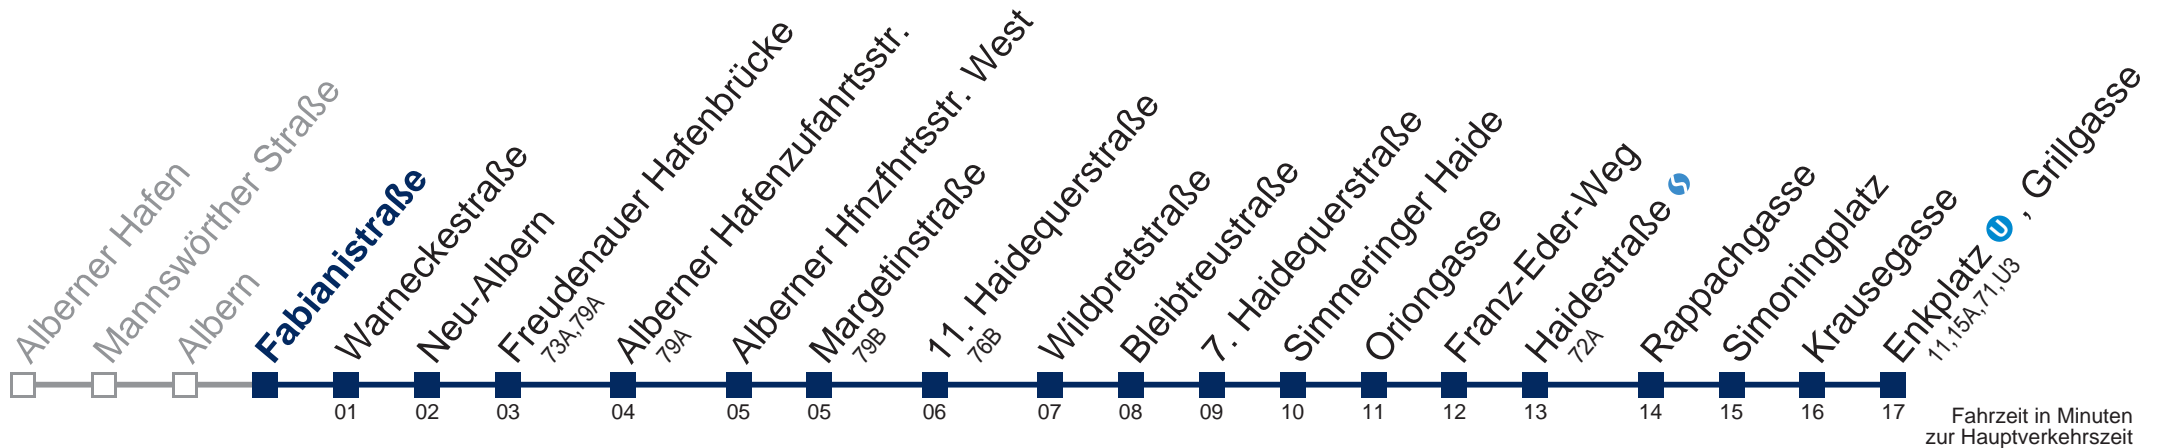 Alberner Hafen
Mannswörther Straße
Albern
Fabianistraße
Warneckestraße
Neu-Albern
Freudenauer Hafenbrücke
73A,79A
Alberner Hafenzufahrtsstr.
79A
Alberner Hfnzfhrtsstr. West
Margetinstraße
79B
11. Haidequerstraße
76B
Wildpretstraße
Bleibtreustraße
7. Haidequerstraße
Simmeringer Haide
Oriongasse
Franz-Eder-Weg
Haidestraße S
72A
Rappachgasse
Simoningplatz
Krausegasse
Enkplatz U , Grillgasse
11,15A,71,U3
01 02 03 04 05 05 06 07 08 09 10 11 12 13 14 15 16 17
Fahrzeit in Minuten
zur Hauptverkehrszeit